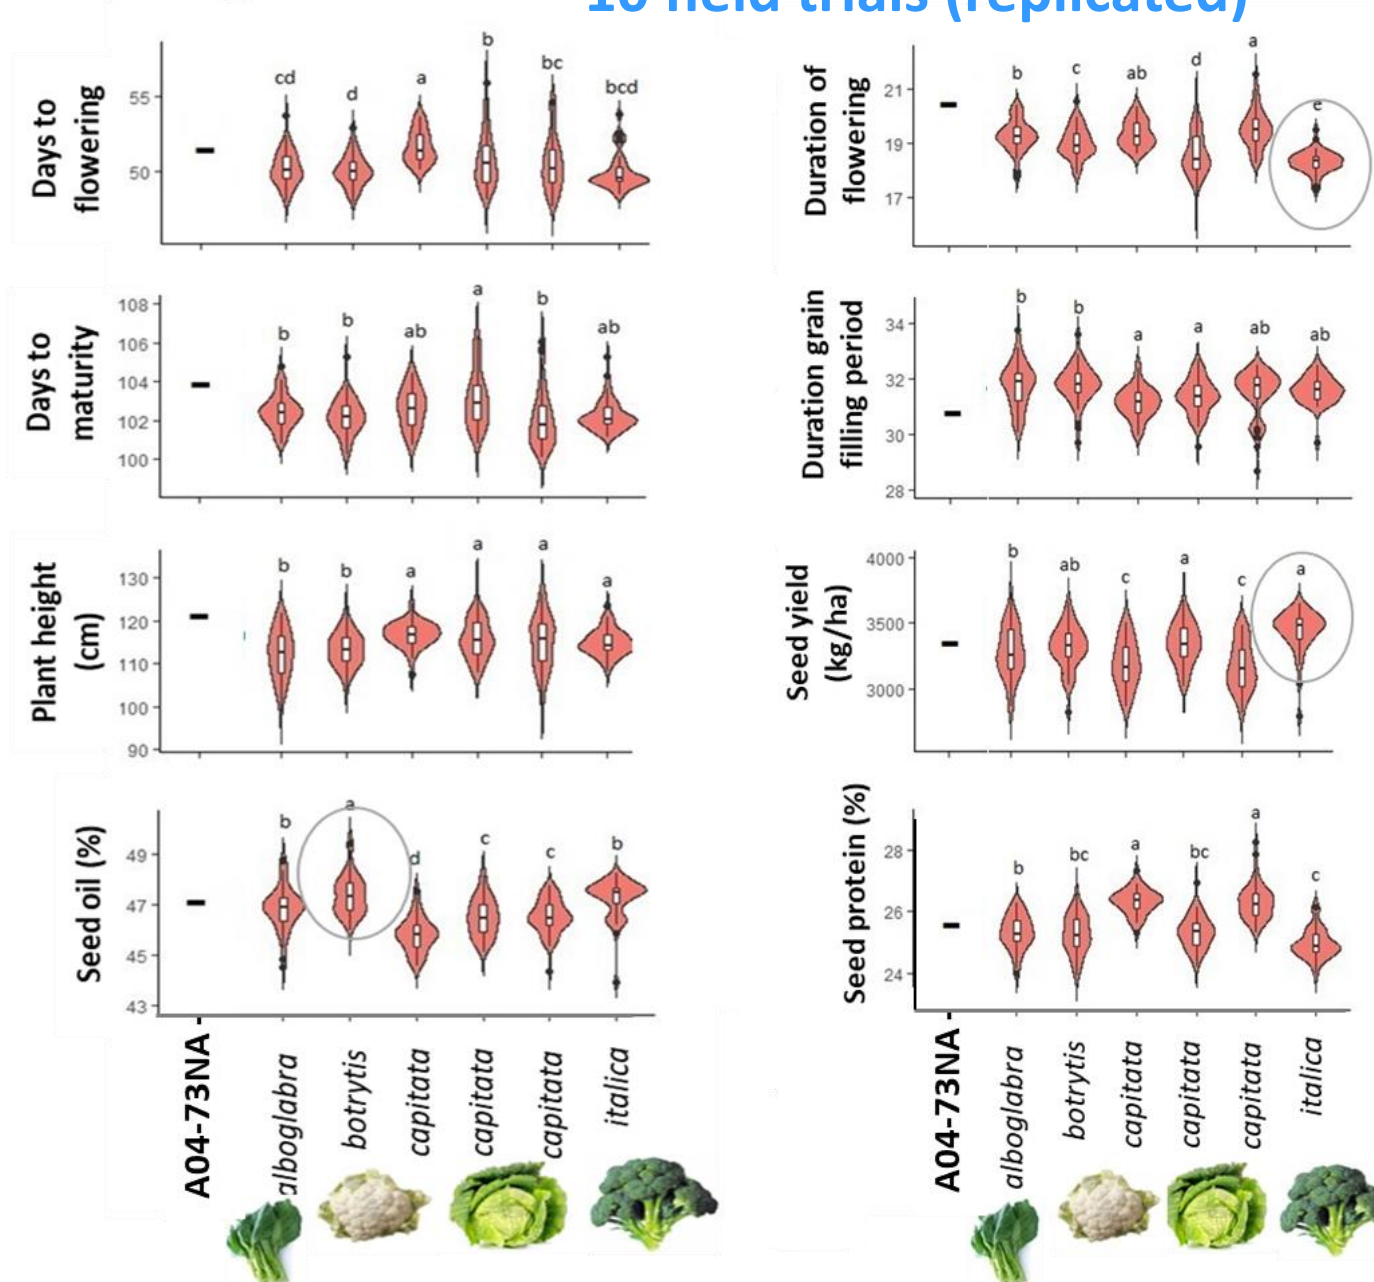 10 field trials (replicated)
Days to
flowering
55
50
cd
d
a
b
bc
bcd
Duration of
flowering
21
19
17
b
c
ab
d
a
e
Days to
maturity
108
106
104
102
100
b
b
ab
a
b
ab
Duration grain
filling period
34
32
30
28
b
b
a
a
ab
ab
Plant height
(cm)
130
120
110
100
90
b
b
a
a
a
a
Seed yield
(kg/ha)
4000
3500
3000
b
ab
c
a
c
a
Seed oil (%)
49
47
45
43
b
a
d
c
c
b
Seed protein (%)
28
26
24
b
bc
a
bc
a
c
A04-73NA
alboglabra
botrytis
capitata
capitata
capitata
italica
A04-73NA
alboglabra
botrytis
capitata
capitata
capitata
italica